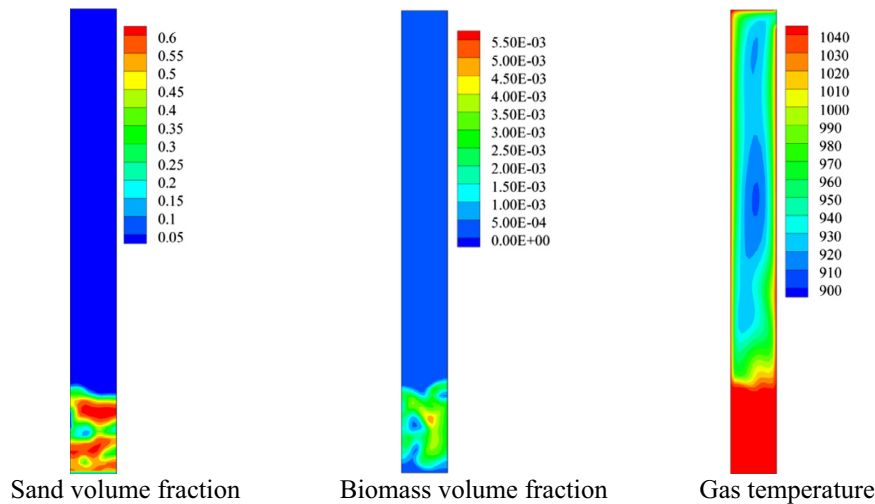 0.6
0.55
0.5
0.45
0.4
0.35
0.3
0.25
0.2
0.15
0.1
0.05
5.50E-03
5.00E-03
4.50E-03
4.00E-03
3.50E-03
3.00E-03
2.50E-03
2.00E-03
1.50E-03
1.00E-03
5.00E-04
0.00E+00
1040
1030
1020
1010
1000
990
980
970
960
950
940
930
920
910
900
Sand volume fraction
Biomass volume fraction
Gas temperature